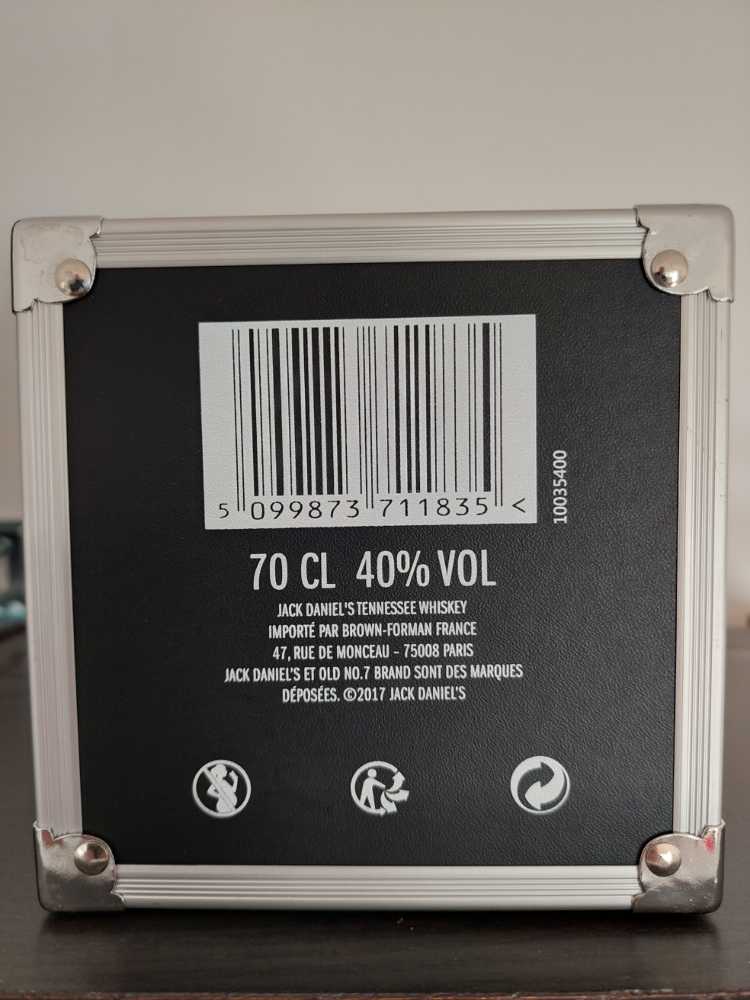 5 099873 711835 <
10035400
70 CL 40% VOL
JACK DANIEL'S TENNESSEE WHISKEY
IMPORTÉ PAR BROWN-FORMAN FRANCE
47, RUE DE MONCEAU - 75008 PARIS
JACK DANIEL'S ET OLD NO.7 BRAND SONT DES MARQUES
DÉPOSÉES. ©2017 JACK DANIEL'S